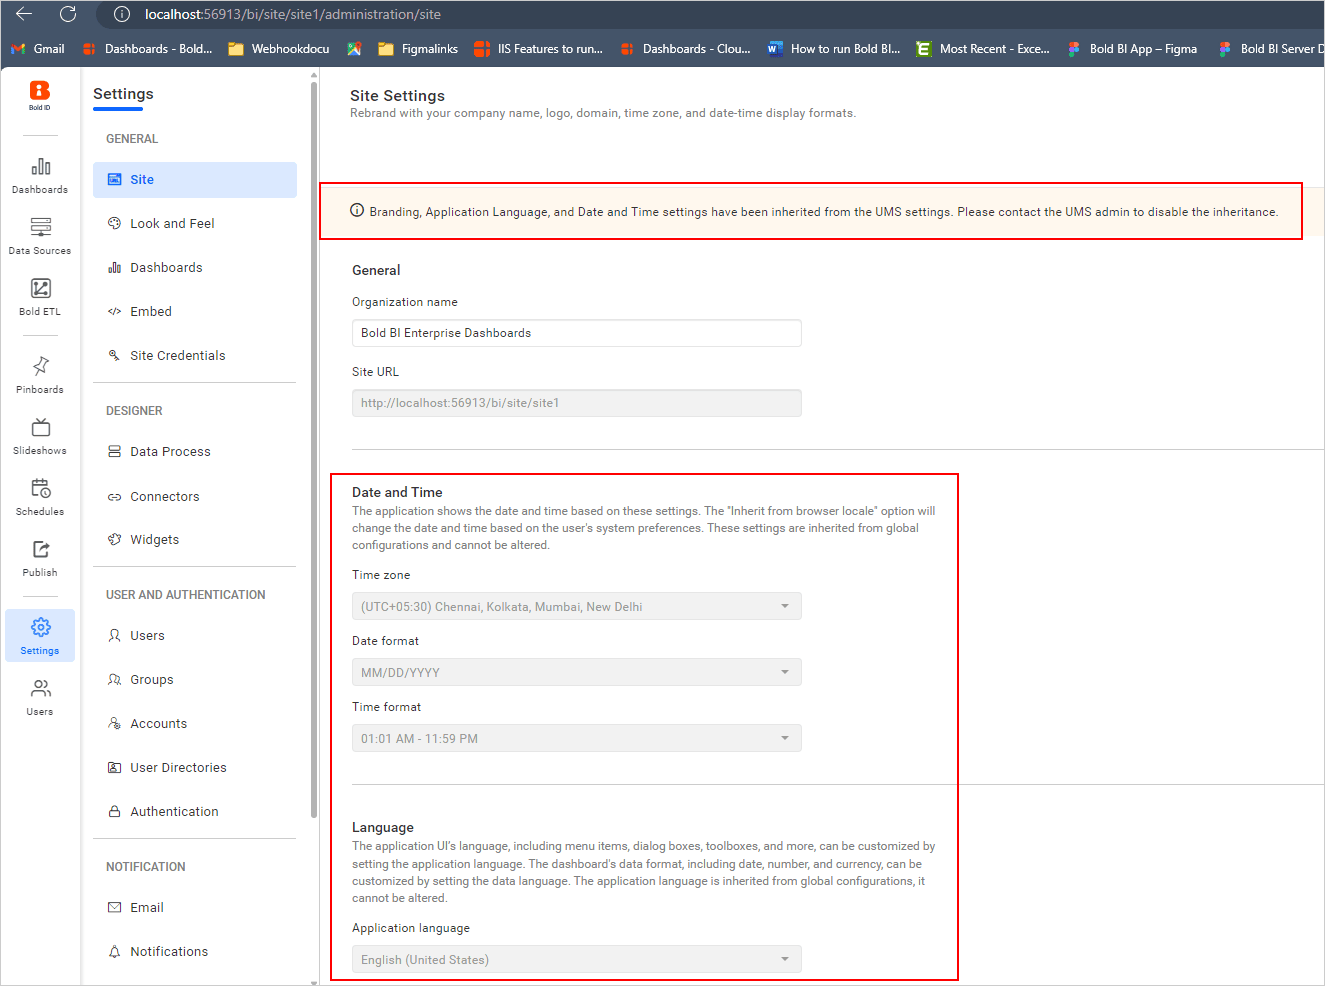 localhost:56913/bi/site/site1/administration/site
Gmail
Dashboards - Bold...
Webhookdocu
Figmalinks
IIS Features to run...
Dashboards - Clou...
How to run Bold BI...
Most Recent - Exce...
Bold BI App – Figma
Bold BI Server D
Bold ID
Dashboards
Data Sources
Bold ETL
Pinboards
Slideshows
Schedules
Publish
Settings
Users
Settings
GENERAL
Site
Look and Feel
Dashboards
Embed
Site Credentials
DESIGNER
Data Process
Connectors
Widgets
USER AND AUTHENTICATION
Users
Groups
Accounts
User Directories
Authentication
NOTIFICATION
Email
Notifications
Site Settings
Rebrand with your company name, logo, domain, time zone, and date-time display formats.
Branding, Application Language, and Date and Time settings have been inherited from the UMS settings. Please contact the UMS admin to disable the inheritance.
General
Organization name
Bold BI Enterprise Dashboards
Site URL
http://localhost:56913/bi/site/site1
Date and Time
The application shows the date and time based on these settings. The "Inherit from browser locale" option will
change the date and time based on the user's system preferences. These settings are inherited from global
configurations and cannot be altered.
Time zone
(UTC+05:30) Chennai, Kolkata, Mumbai, New Delhi
Date format
MM/DD/YYYY
Time format
01:01 AM - 11:59 PM
Language
The application UI's language, including menu items, dialog boxes, toolboxes, and more, can be customized by
setting the application language. The dashboard's data format, including date, number, and currency, can be
customized by setting the data language. The application language is inherited from global configurations, it
cannot be altered.
Application language
English (United States)